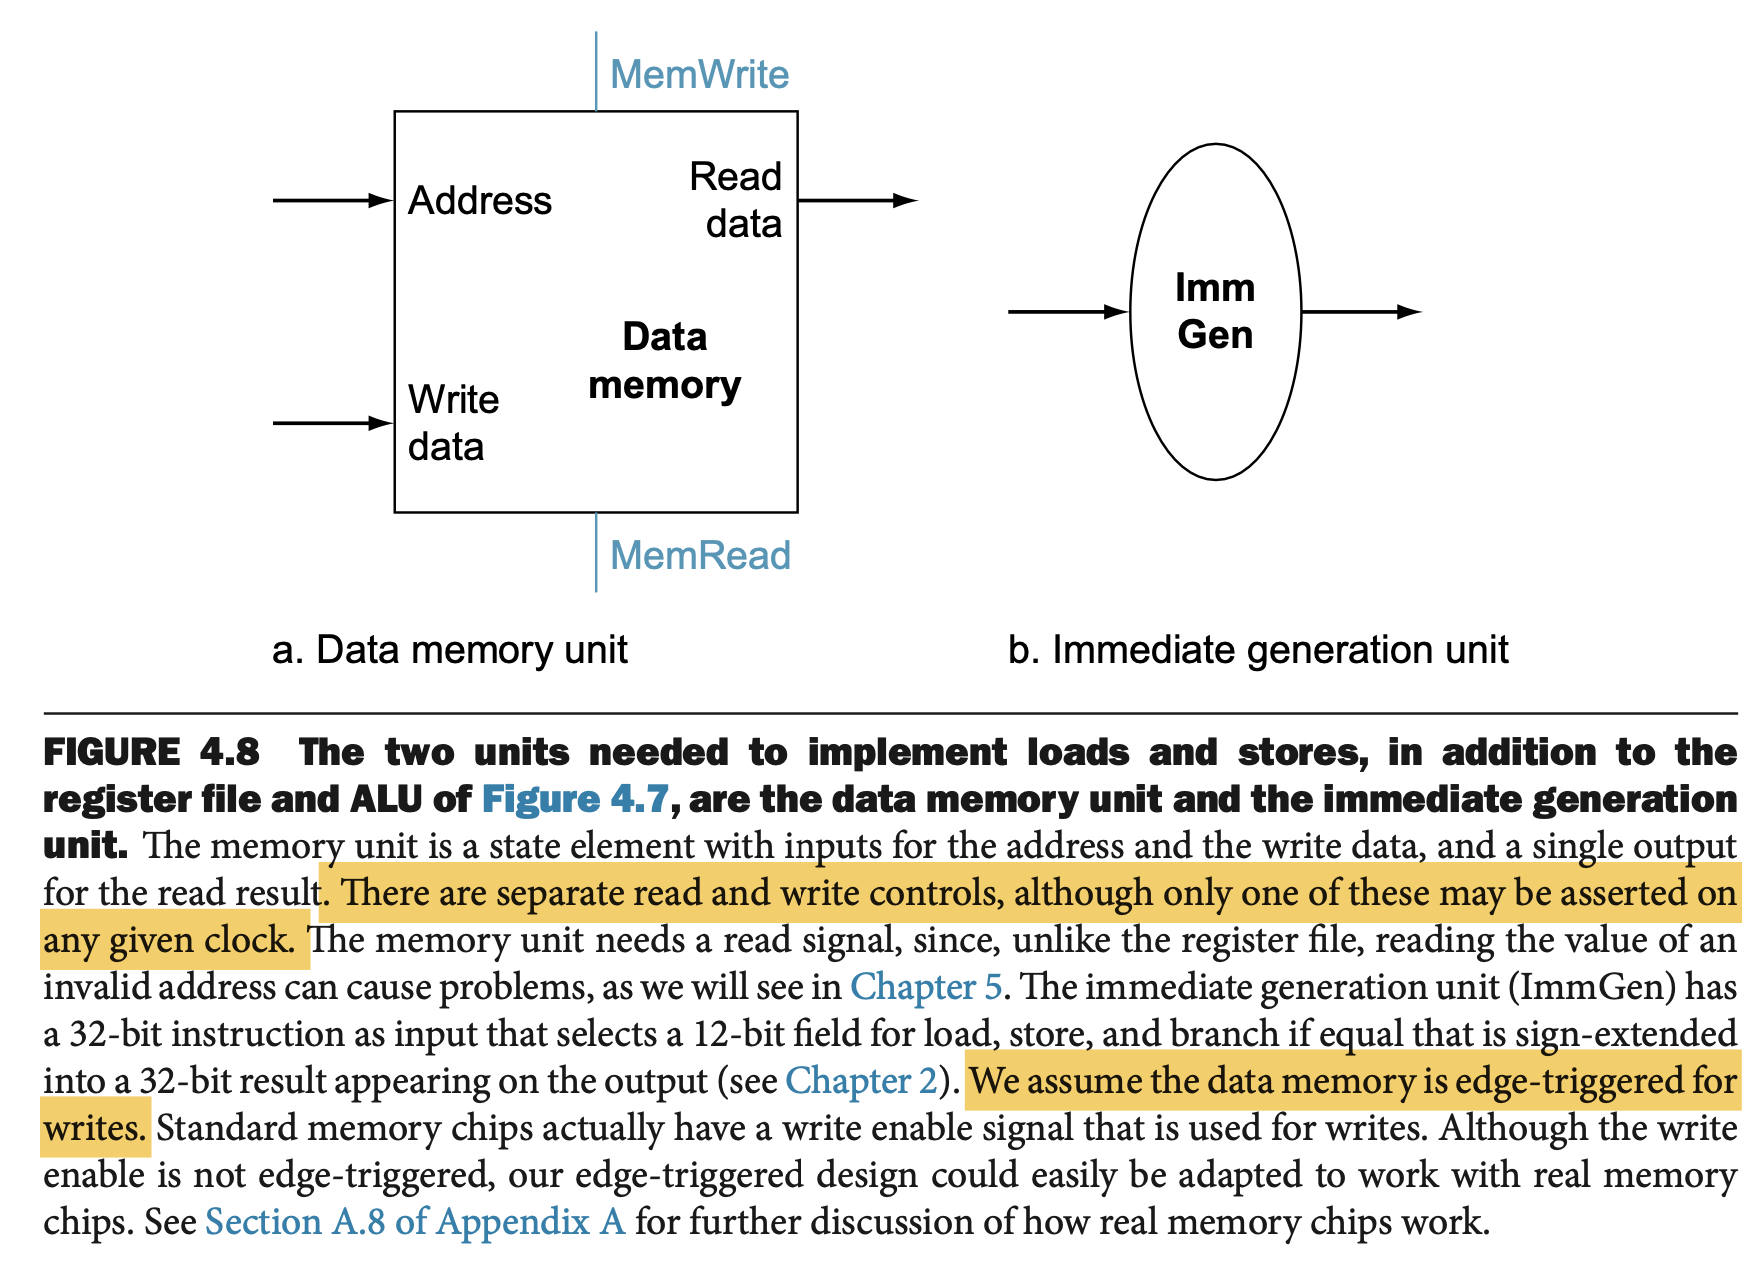 MemWrite
Address
Read
data
Data
memory
Write
data
MemRead
Imm
Gen
a. Data memory unit
b. Immediate generation unit
FIGURE 4.8 The two units needed to implement loads and stores, in addition to the
register file and ALU of Figure 4.7, are the data memory unit and the immediate generation
unit. The memory unit is a state element with inputs for the address and the write data, and a single output
for the read result. There are separate read and write controls, although only one of these may be asserted on
any given clock. The memory unit needs a read signal, since, unlike the register file, reading the value of an
invalid address can cause problems, as we will see in Chapter 5. The immediate generation unit (ImmGen) has
a 32-bit instruction as input that selects a 12-bit field for load, store, and branch if equal that is sign-extended
into a 32-bit result appearing on the output (see Chapter 2). We assume the data memory is edge-triggered for
writes. Standard memory chips actually have a write enable signal that is used for writes. Although the write
enable is not edge-triggered, our edge-triggered design could easily be adapted to work with real memory
chips. See Section A.8 of Appendix A for further discussion of how real memory chips work.